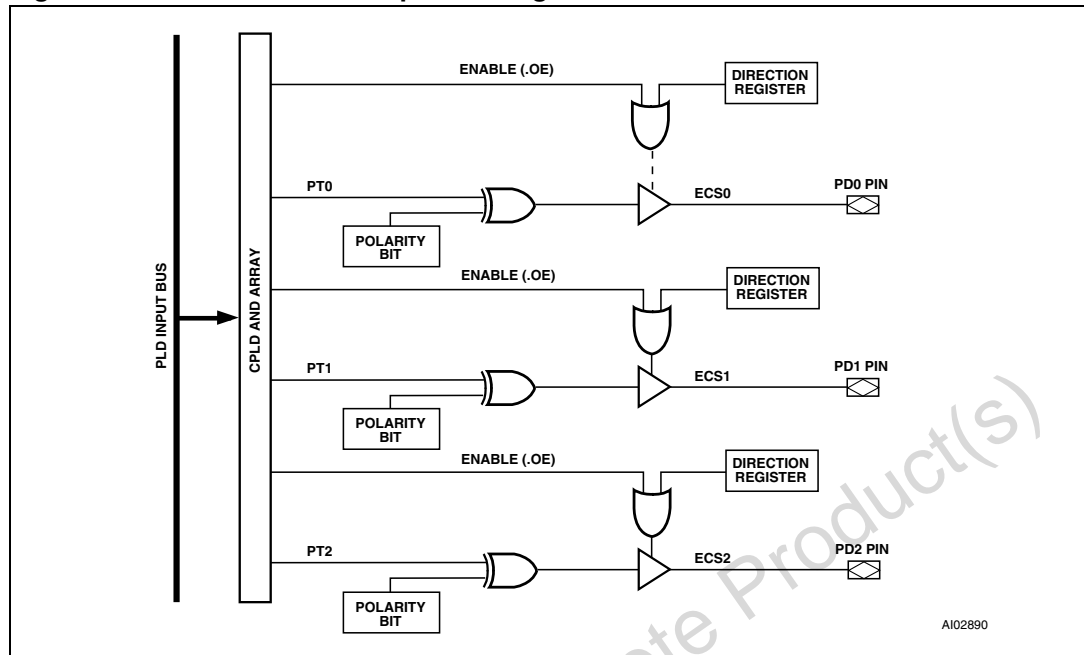 ENABLE (.OE)
DIRECTION
REGISTER
PT0
ECS0
PD0 PIN
POLARITY
BIT
ENABLE (.OE)
DIRECTION
REGISTER
PLD INPUT BUS
CPLD AND ARRAY
PT1
ECS1
PD1 PIN
POLARITY
BIT
ENABLE (.OE)
DIRECTION
REGISTER
PT2
ECS2
PD2 PIN
POLARITY
BIT
AI02890
Product(s)